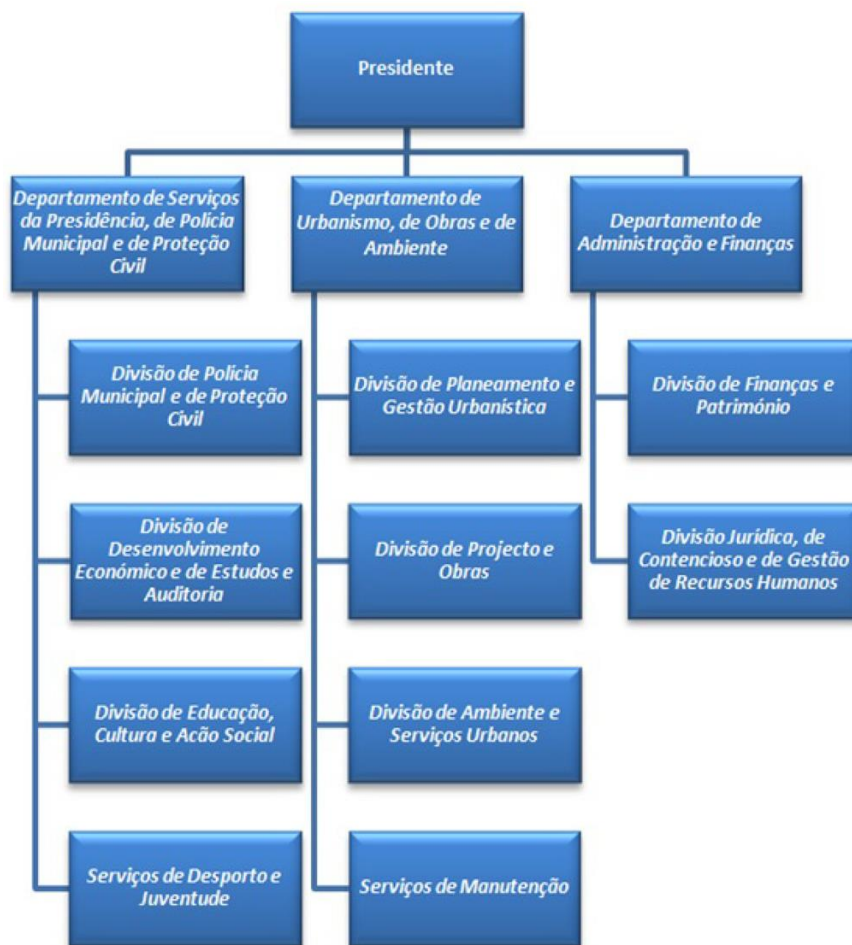 Presidente
Departamento de Serviços
da Presidência, de Polícia
Municipal e de Proteção
Civil
Departamento de
Urbanismo, de Obras e de
Ambiente
Departamento de
Administração e Finanças
Divisão de Polícia
Municipal e de Proteção
Civil
Divisão de Planeamento e
Gestão Urbanística
Divisão de Finanças e
Património
Divisão de
Desenvolvimento
Económico e de Estudos e
Auditoria
Divisão de Projecto e
Obras
Divisão Jurídica, de
Contencioso e de Gestão
de Recursos Humanos
Divisão de Educação,
Cultura e Acão Social
Divisão de Ambiente e
Serviços Urbanos
Serviços de Desporto e
Juventude
Serviços de Manutenção